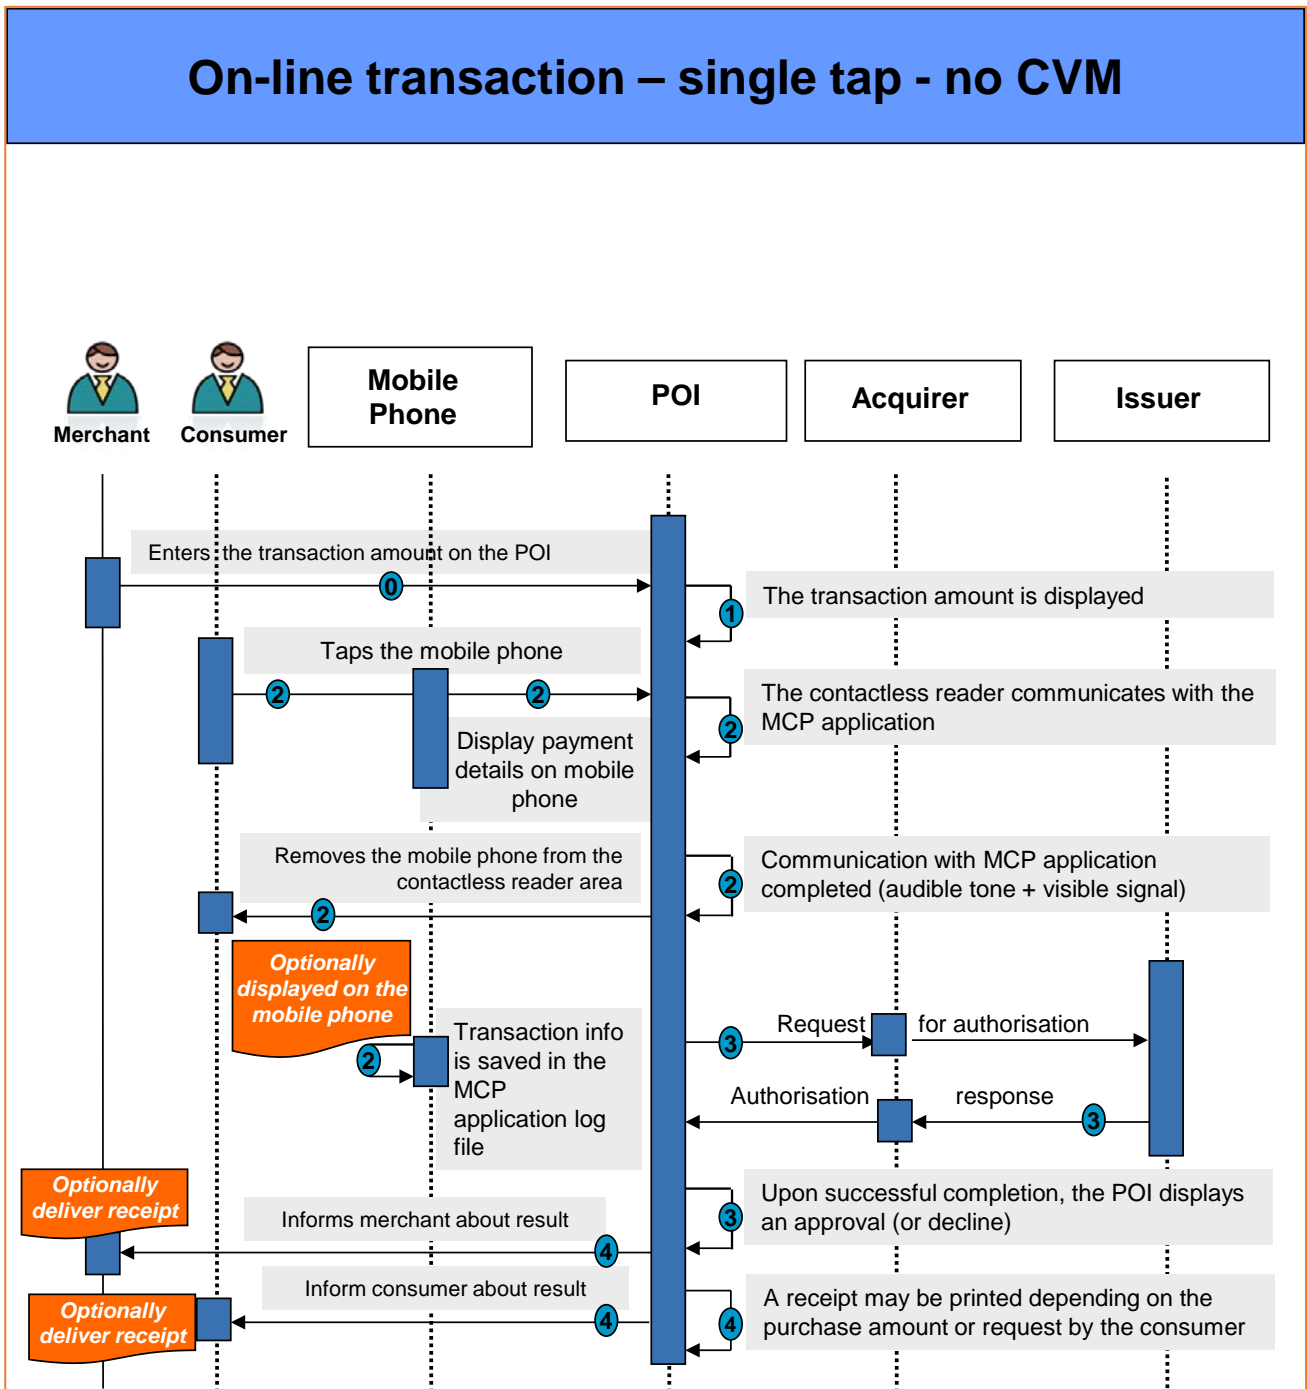 On-line transaction – single tap - no CVM
Merchant
Consumer
Mobile
Phone
POI
Acquirer
Issuer
Enters the transaction amount on the POI
0
The transaction amount is displayed
1
Taps the mobile phone
2
2
The contactless reader communicates with the
MCP application
2
Display payment
details on mobile
phone
Removes the mobile phone from the
contactless reader area
2
Communication with MCP application
completed (audible tone + visible signal)
2
Optionally
displayed on the
mobile phone
2
Transaction info
is saved in the
MCP
application log
file
Request
for authorisation
3
Authorisation
response
3
Optionally
deliver receipt
Informs merchant about result
4
Upon successful completion, the POI displays
an approval (or decline)
3
Optionally
deliver receipt
Inform consumer about result
4
A receipt may be printed depending on the
purchase amount or request by the consumer
4